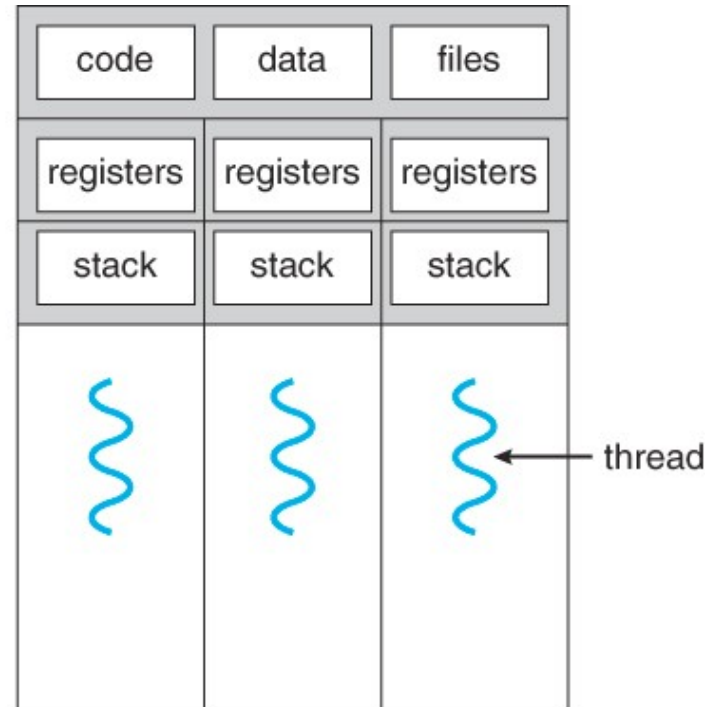 code data files
registers registers registers
stack stack stack
thread